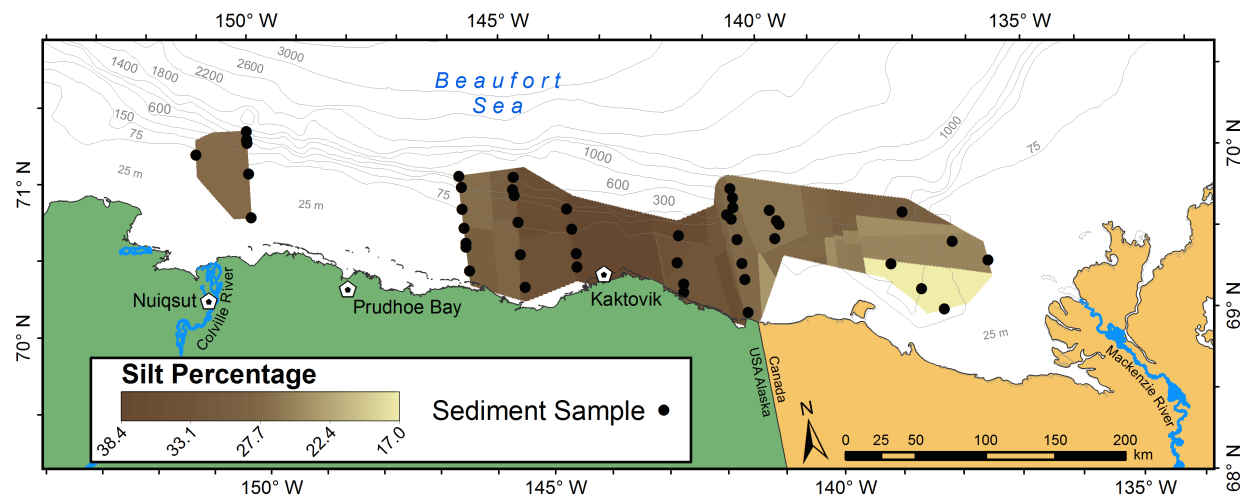 150° W
145° W
140° W
135° W
3000
2600
2200
1800
1400
600
150
75
25 m
25 m
75
1000
600
300
1000
75
25 m
Beaufort
Sea
71° N
70° N
70° N
69° N
68° N
Nuiqsut
Colville River
Prudhoe Bay
Kaktovik
USA Alaska
Canada
Mackenzie River
Silt Percentage
38.4
33.1
27.7
22.4
17.0
Sediment Sample
N
0 25 50 100 150 200
km
150° W
145° W
140° W
135° W